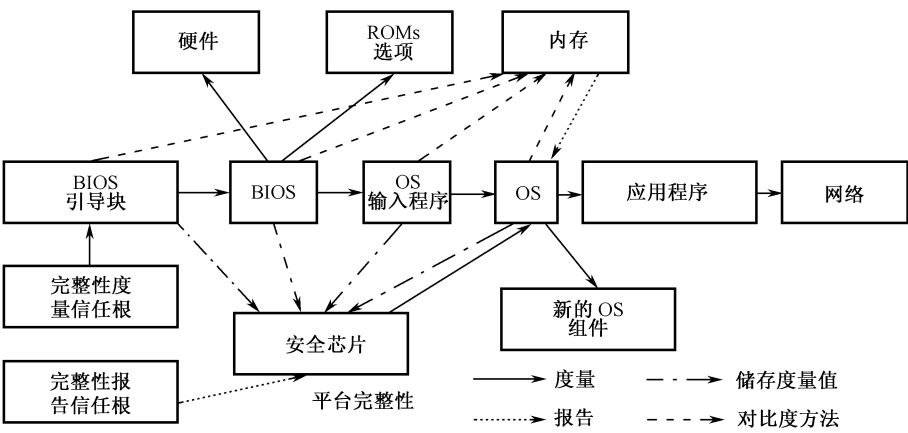 硬件
ROMs
选项
内存
BIOS
引导块
BIOS
OS
输入程序
OS
应用程序
网络
完整性度
量信任根
新的 OS
组件
安全芯片
完整性报
告信任根
平台完整性
度量
储存度量值
报告
对比度方法